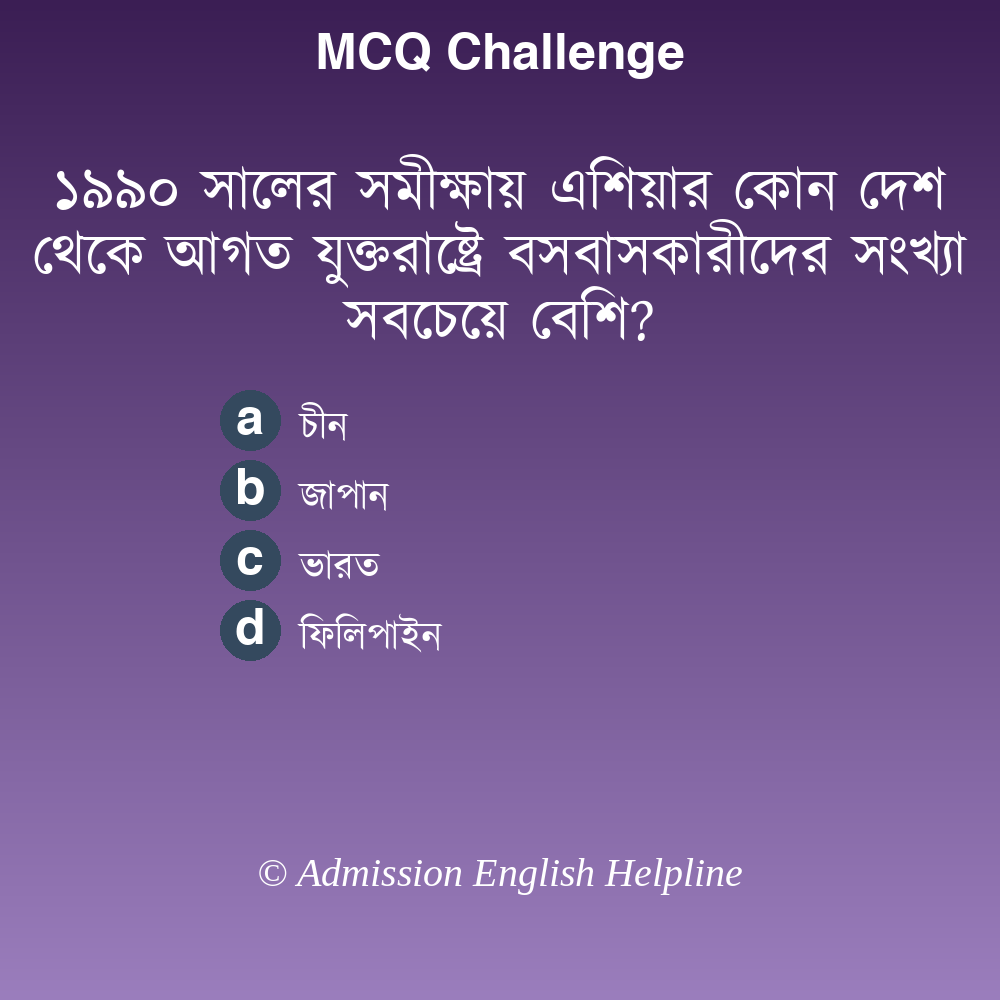 MCQ Challenge
১৯৯০ সালের সমীক্ষায় এশিয়ার কোন দেশ
থেকে আগত যুক্তরাষ্ট্রে বসবাসকারীদের সংখ্যা
সবচেয়ে বেশি?
a চীন
b জাপান
c ভারত
d ফিলিপাইন
© Admission English Helpline